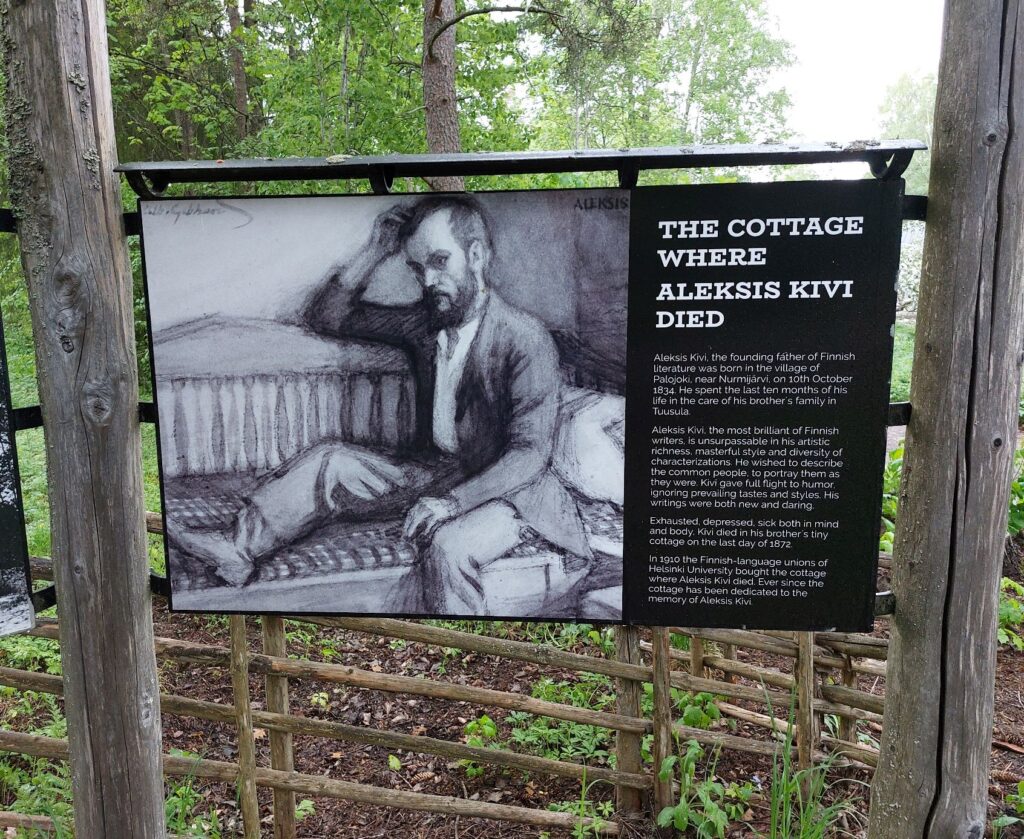 ALEKSIS
THE COTTAGE
WHERE
ALEKSIS KIVI
DIED
Aleksis Kivi, the founding father of Finnish
literature was born in the village of
Palojoki, near Nurmijärvi, on 10th October
1834. He spent the last ten months of his
life in the care of his brother's family in
Tuusula.
Aleksis Kivi, the most brilliant of Finnish
writers, is unsurpassable in his artistic
richness, masterful style and diversity of
characterizations. He wished to describe
the common people, to portray them as
they were. Kivi gave full flight to humor,
ignoring prevailing tastes and styles. His
writings were both new and daring.
Exhausted, depressed, sick both in mind
and body, Kivi died in his brother's tiny
cottage on the last day of 1872.
In 1910 the Finnish-language unions of
Helsinki University bought the cottage
where Aleksis Kivi died. Ever since the
cottage has been dedicated to the
memory of Aleksis Kivi.